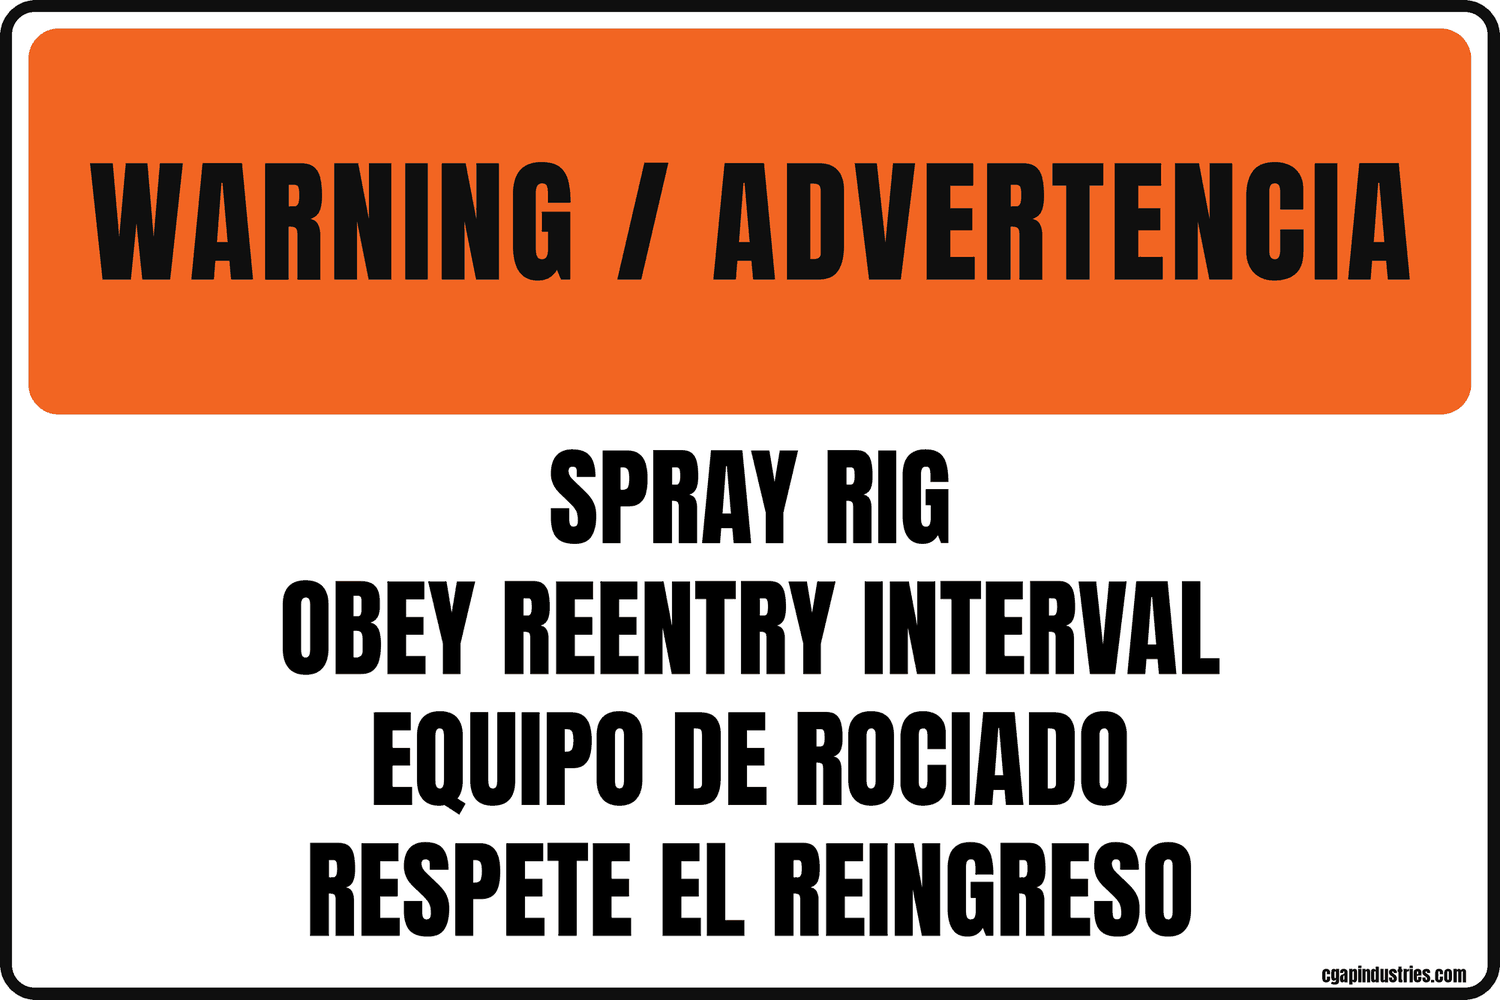 WARNING / ADVERTENCIA
SPRAY RIG
OBEY REENTRY INTERVAL
EQUIPO DE ROCIADO
RESPETE EL REINGRESO
cgapindustries.com